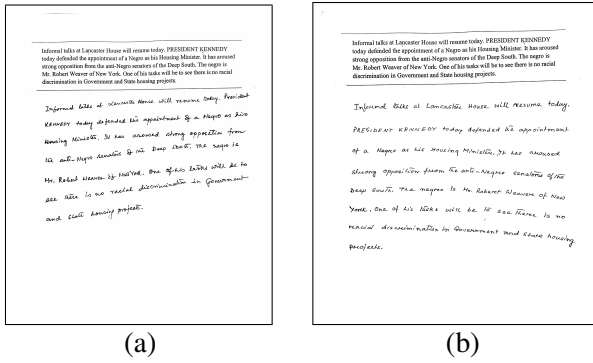 Informal talks at Lancaster House will resume today. PRESIDENT KENNEDY
today defended the appointment of a Negro as his Housing Minister. It has aroused
strong opposition from the anti-Negro senators of the Deep South. The negro is
Mr. Robert Weaver of New York. One of his tasks will be to see there is no racial
discrimination in Government and State housing projects.
Informal talks at Lancaster House will resume today. President
KENNEDY today defended the appointment of a Negro as his
Housing Minister. It has aroused strong opposition from
the anti-Negro senators of the Deep South. The negro is
Mr. Robert Weaver of New York. One of his tasks will be to
see there is no racial discrimination in Government
and State housing projects.
(a)
Informal talks at Lancaster House will resume today. PRESIDENT KENNEDY
today defended the appointment of a Negro as his Housing Minister. It has aroused
strong opposition from the anti-Negro senators of the Deep South. The negro is
Mr. Robert Weaver of New York. One of his tasks will be to see there is no racial
discrimination in Government and State housing projects.
Informal talks at Lancaster House will resume today.
PRESIDENT KENNEDY today defended the appointment
of a Negro as his Housing Minister. It has aroused
strong opposition from the anti-Negroe senators of the
Deep South. The negroe is Mr. Robert Weavere of New
York. One of his tasks will be to see there is no
racial discrimination in Government and State housing
projects.
(b)